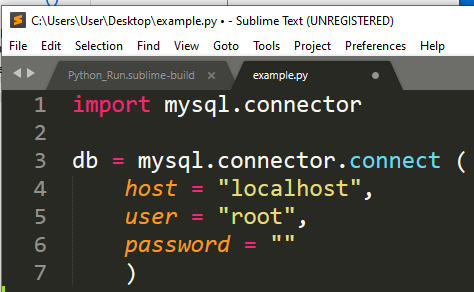 C:\Users\User\Desktop\example.py • - Sublime Text (UNREGISTERED)
File Edit Selection Find View Goto Tools Project Preferences Help
Python_Run.sublime-build × example.py
1 import mysql.connector
2
3 db = mysql.connector.connect (
4 host = "localhost",
5 user = "root",
6 password = ""
7 )